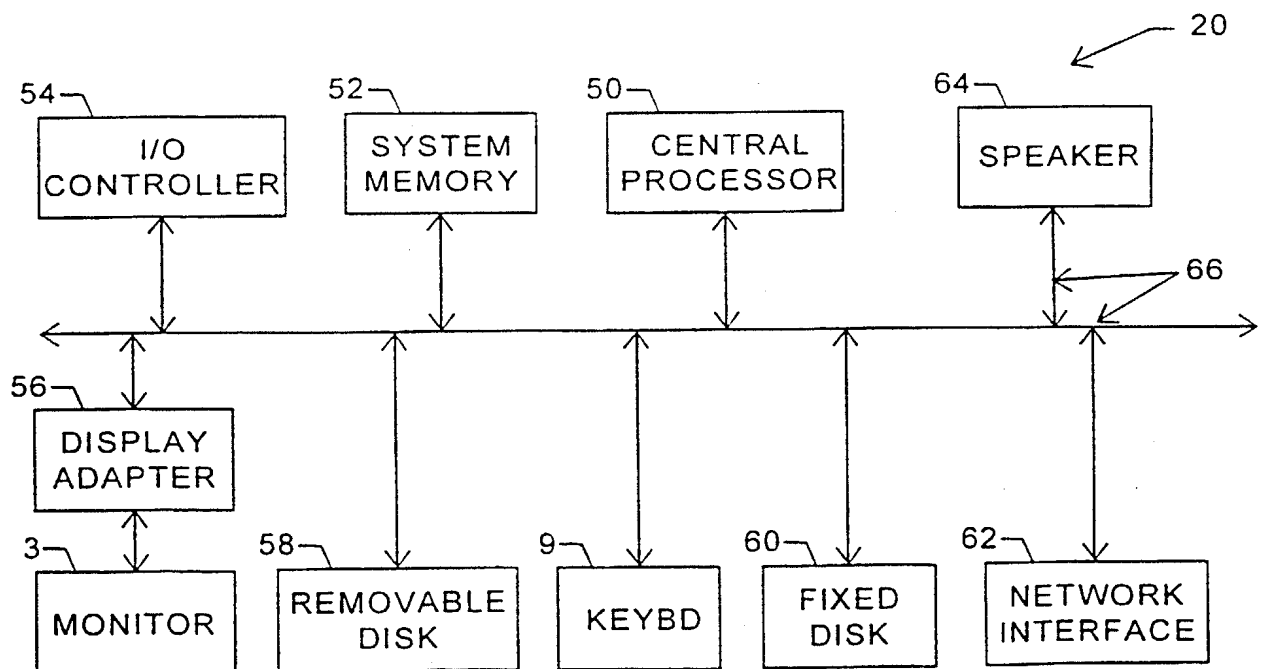 20
54
52
50
64
I/O
CONTROLLER
SYSTEM
MEMORY
CENTRAL
PROCESSOR
SPEAKER
66
56
DISPLAY
ADAPTER
3
58
9
60
62
MONITOR
REMOVABLE
DISK
KEYBD
FIXED
DISK
NETWORK
INTERFACE